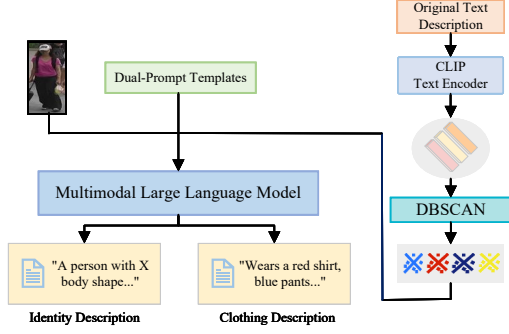 Original Text
Description
CLIP
Text Encoder
Dual-Prompt Templates
Multimodal Large Language Model
DBSCAN
"A person with X
body shape..."
"Wears a red shirt,
blue pants..."
Identity Description
Clothing Description